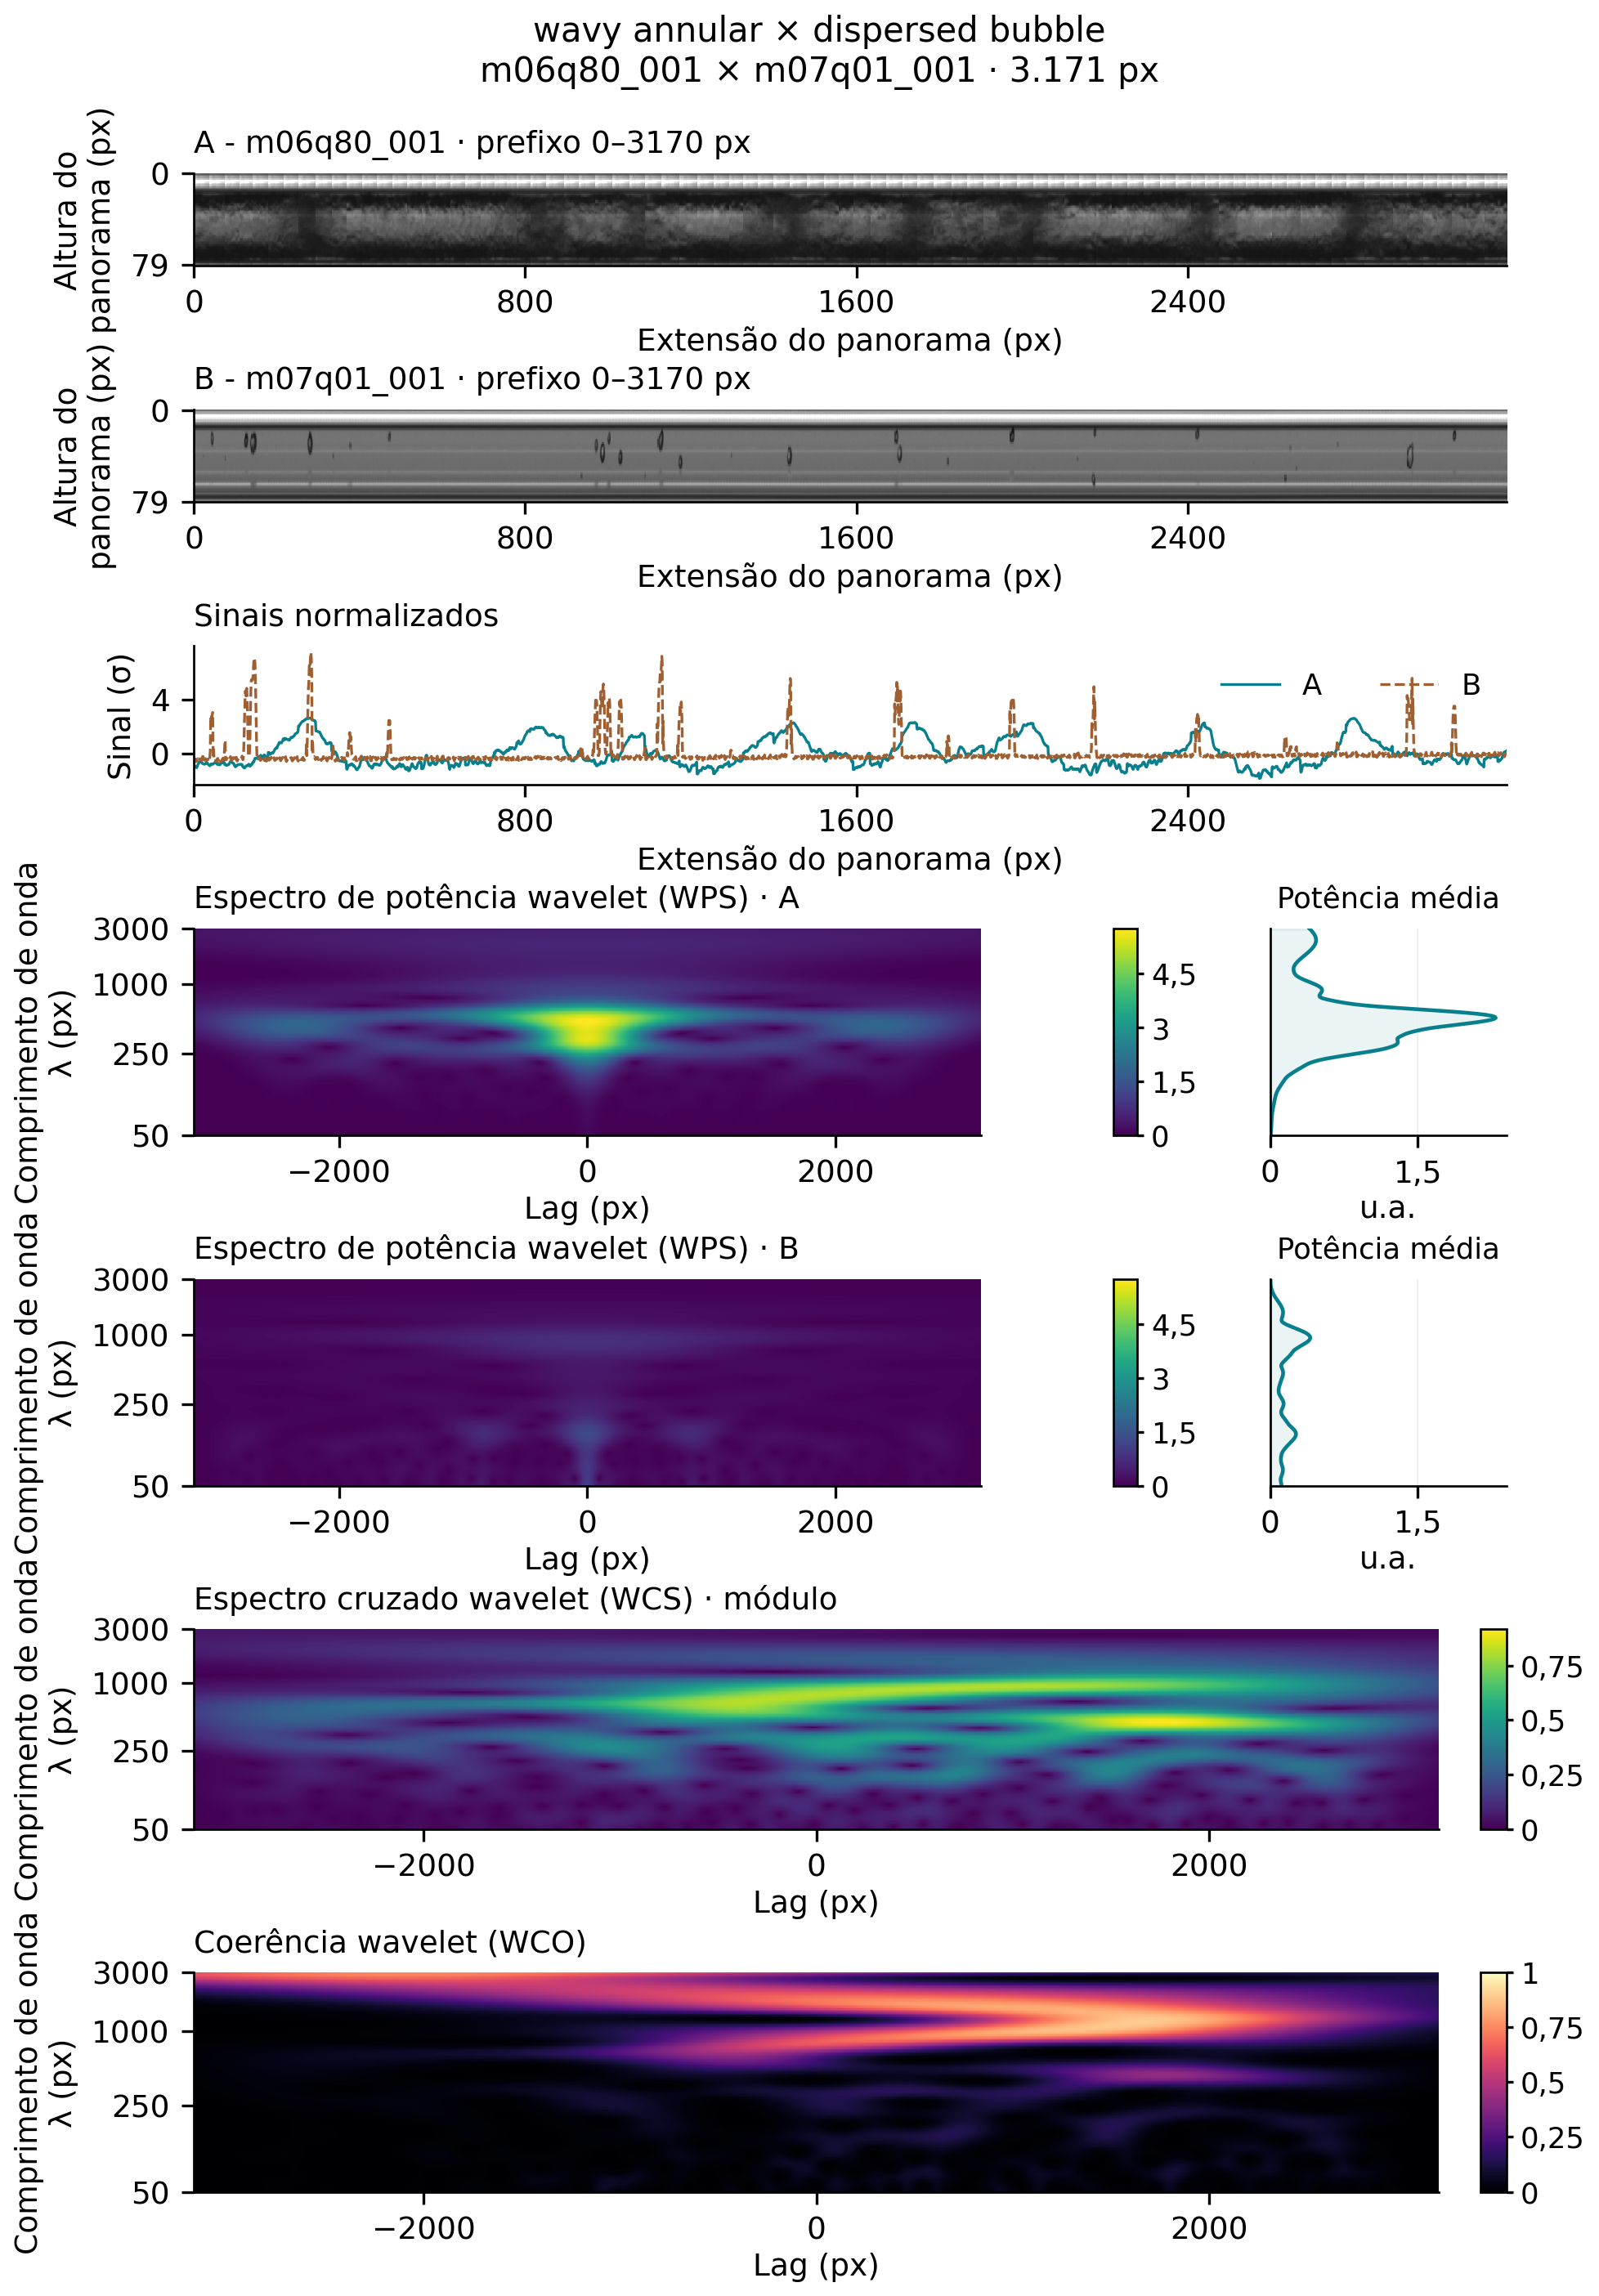 wavy annular × dispersed bubble
m06q80_001 × m07q01_001 · 3.171 px
A - m06q80_001 · prefixo 0–3170 px
Altura do
panorama (px)
0
79
0
800
1600
2400
Extensão do panorama (px)
B - m07q01_001 · prefixo 0–3170 px
Altura do
panorama (px)
0
79
0
800
1600
2400
Extensão do panorama (px)
Sinais normalizados
Sinal (σ)
4
0
A
B
0
800
1600
2400
Extensão do panorama (px)
Espectro de potência wavelet (WPS) · A
Comprimento de onda
λ (px)
3000
1000
250
50
−2000
0
2000
Lag (px)
4,5
3
1,5
0
Potência média
0
1,5
u.a.
Espectro de potência wavelet (WPS) · B
Comprimento de onda
λ (px)
3000
1000
250
50
−2000
0
2000
Lag (px)
4,5
3
1,5
0
Potência média
0
1,5
u.a.
Espectro cruzado wavelet (WCS) · módulo
Comprimento de onda
λ (px)
3000
1000
250
50
−2000
0
2000
Lag (px)
0,75
0,5
0,25
0
Coerência wavelet (WCO)
Comprimento de onda
λ (px)
3000
1000
250
50
−2000
0
2000
Lag (px)
1
0,75
0,5
0,25
0